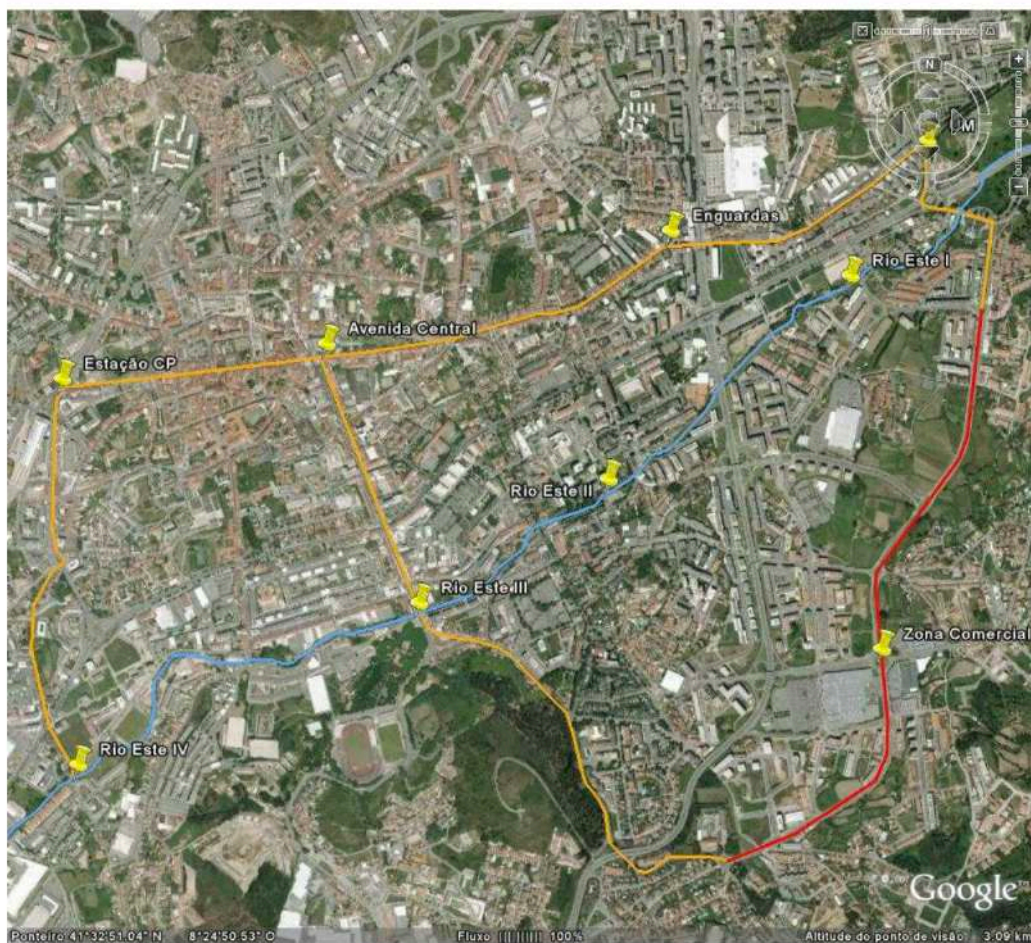 N
M
Enguardas
Rio Este I
Avenida Central
Estação CP
Rio Este II
Rio Este III
Zona Comercial
Rio Este IV
Google
Ponteiro 41°32'51.04" N 8°24'50.53" O Fluxo 100% Altitude do ponto de visão 3.09 km